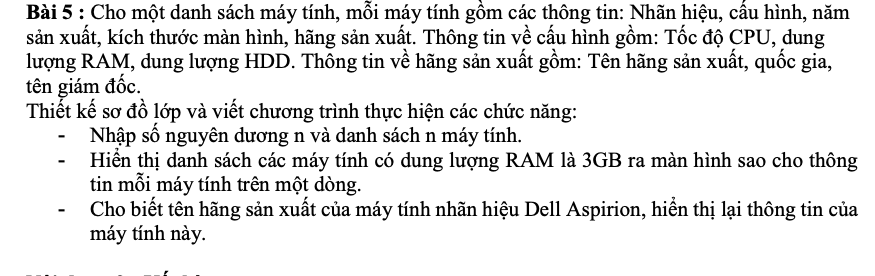 Bài 5 : Cho một danh sách máy tính, mỗi máy tính gồm các thông tin: Nhãn hiệu, cấu hình, năm
sản xuất, kích thước màn hình, hãng sản xuất. Thông tin về cấu hình gồm: Tốc độ CPU, dung
lượng RAM, dung lượng HDD. Thông tin về hãng sản xuất gồm: Tên hãng sản xuất, quốc gia,
tên giám đốc.
Thiết kế sơ đồ lớp và viết chương trình thực hiện các chức năng:
- Nhập số nguyên dương n và danh sách n máy tính.
- Hiển thị danh sách các máy tính có dung lượng RAM là 3GB ra màn hình sao cho thông
tin mỗi máy tính trên một dòng.
- Cho biết tên hãng sản xuất của máy tính nhãn hiệu Dell Aspirion, hiển thị lại thông tin của
máy tính này.